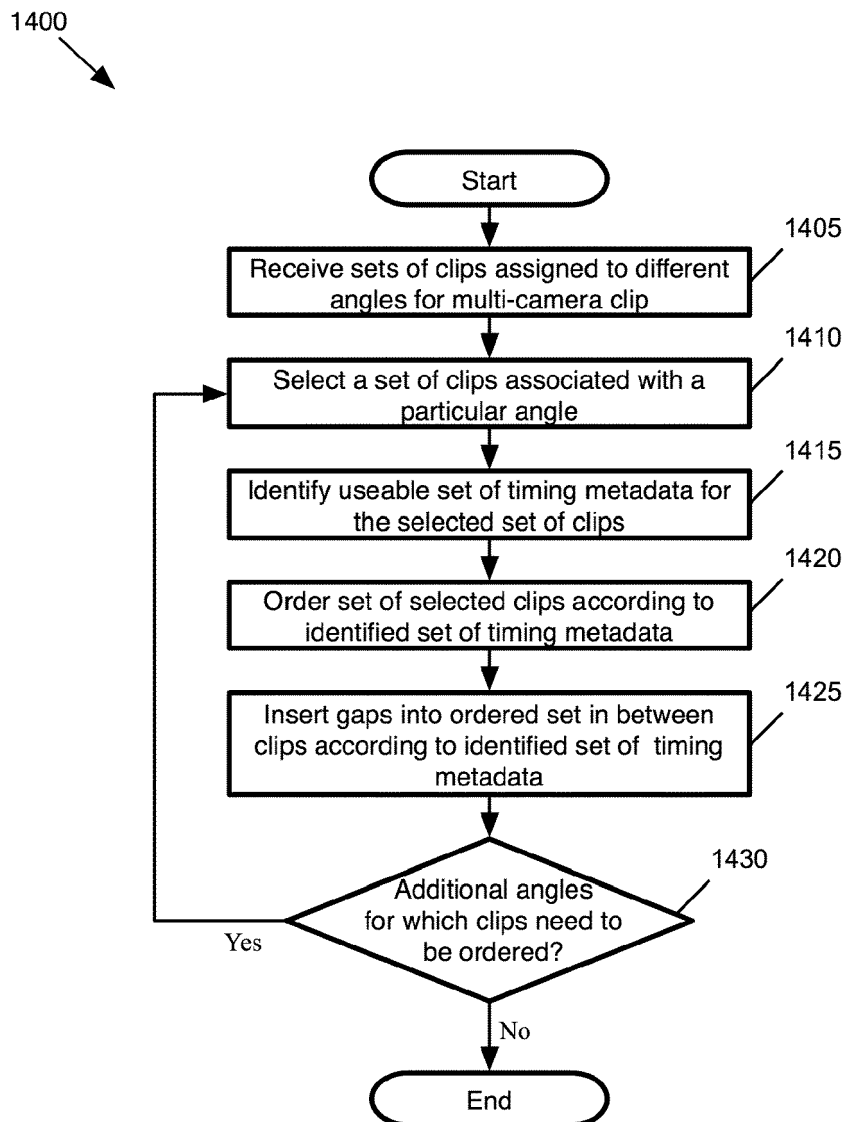 1400
Start
1405
Receive sets of clips assigned to different
angles for multi-camera clip
1410
Select a set of clips associated with a
particular angle
1415
Identify useable set of timing metadata for
the selected set of clips
1420
Order set of selected clips according to
identified set of timing metadata
1425
Insert gaps into ordered set in between
clips according to identified set of timing
metadata
1430
Additional angles
for which clips need to
be ordered?
Yes
No
End